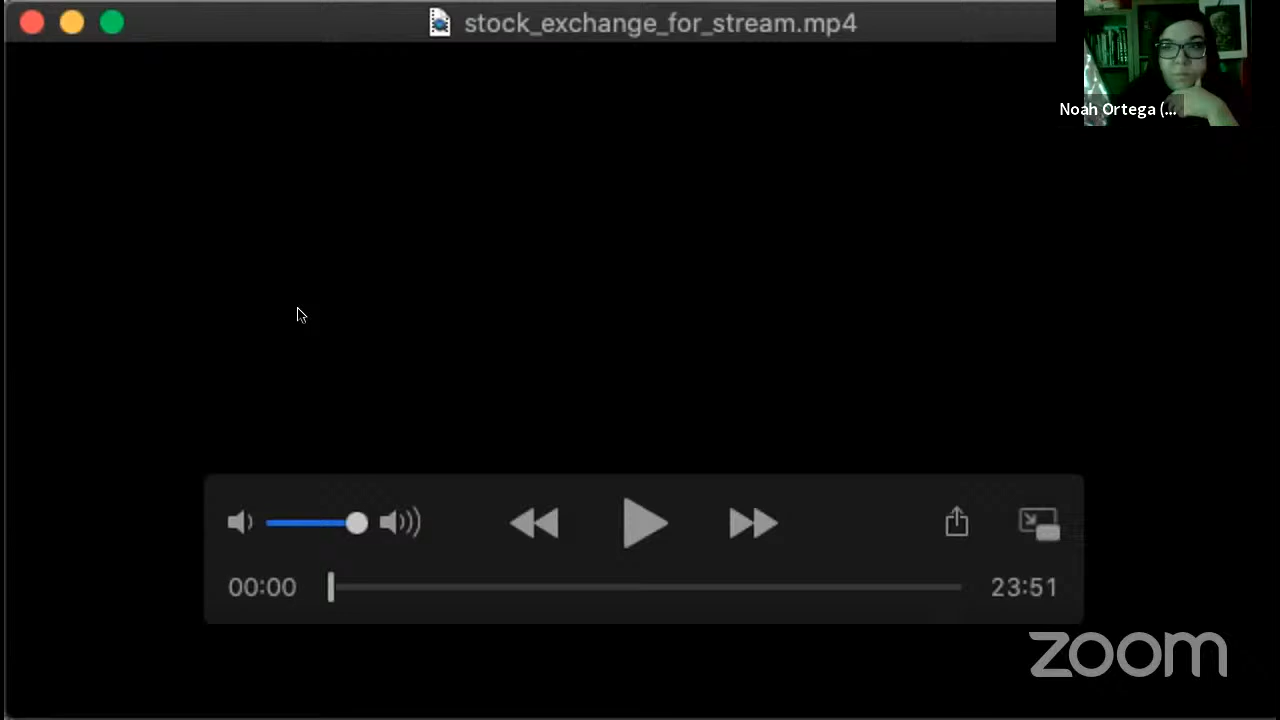 stock_exchange_for_stream.mp4
Noah Ortega (...
00:00
23:51
zoom